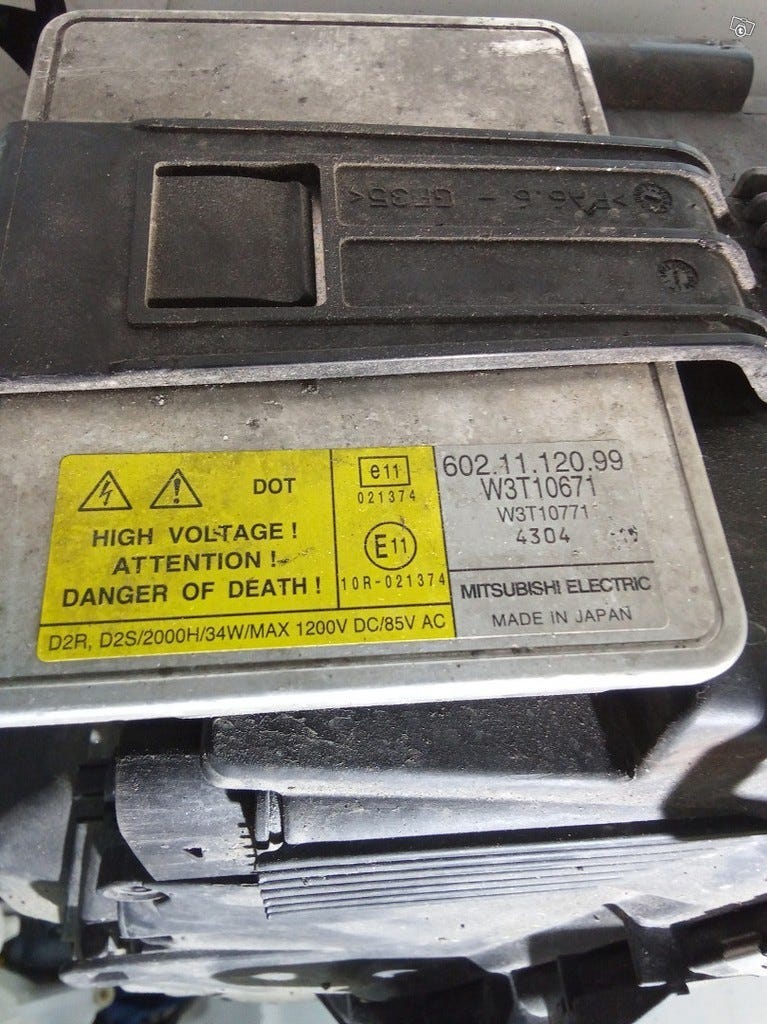 >PA6.6 - GF35<
DOT
HIGH VOLTAGE!
ATTENTION!
DANGER OF DEATH!
D2R, D2S/2000H/34W/MAX 1200V DC/85V AC
e11
021374
E11
10R-021374
602.11.120.99
W3T10671
W3T10771
4304
MITSUBISHI ELECTRIC
MADE IN JAPAN